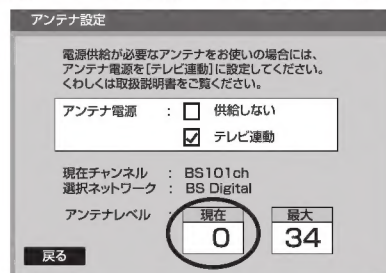 アンテナ設定
電源供給が必要なアンテナをお使いの場合には、
アンテナ電源を[テレビ連動]に設定してください。
くわしくは取扱説明書をご覧ください。
アンテナ電源 : 供給しない
テレビ連動
現在チャンネル : BS101ch
選択ネットワーク : BS Digital
アンテナレベル : 現在 最大
0 34
戻る